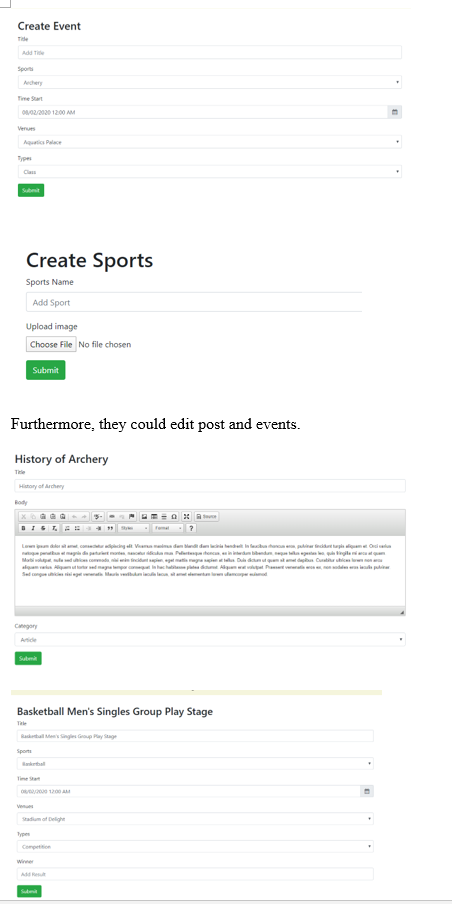 Create Event
Title
Add Title
Sports
Archery
Time Start
08/02/2020 12:00 AM
Venues
Aquatics Palace
Types
Class
Submit
Create Sports
Sports Name
Add Sport
Upload image
Choose File No file chosen
Submit
Furthermore, they could edit post and events.
History of Archery
Title
History of Archery
Body
Source
B I S Tx Styles Format ?
Lorem ipsum dolor sit amet, consectetur adipiscing elit. Vivamus maximus diam blandit diam lacinia hendrerit. In faucibus rhoncus eros, pulvinar tincidunt turpis aliquam et. Orci varius
natoque penatibus et magnis dis parturient montes, nascetur ridiculus mus. Pellentesque rhoncus, ex in interdum bibendum, neque tellus egestas leo, quis fringilla mi eros at quam.
Morbi volutpat, nulla sed ultrices commodo, nisi enim tincidunt sapien, eget mattis magna sapien at tellus. Duis dictum ut quam sit amet dapibus. Curabitur ultrices lorem non eros
aliquam varius. Aliquam ut tortor sed magna tempor consequat. In hac habitasse platea dictumst. Aliquam erat volutpat. Praesent venenatis eros ex, non sodales eros iaculis pulvinar.
Sed congue ultricies nisi eget venenatis. Mauris vestibulum iaculis lacus, sit amet elementum lorem ullamcorper euismod.
Category
Article
Submit
Basketball Men's Singles Group Play Stage
Title
Basketball Men's Singles Group Play Stage
Sports
Basketball
Time Start
08/02/2020 12:00 AM
Venues
Stadium of Delight
Types
Competition
Winner
Add Result
Submit